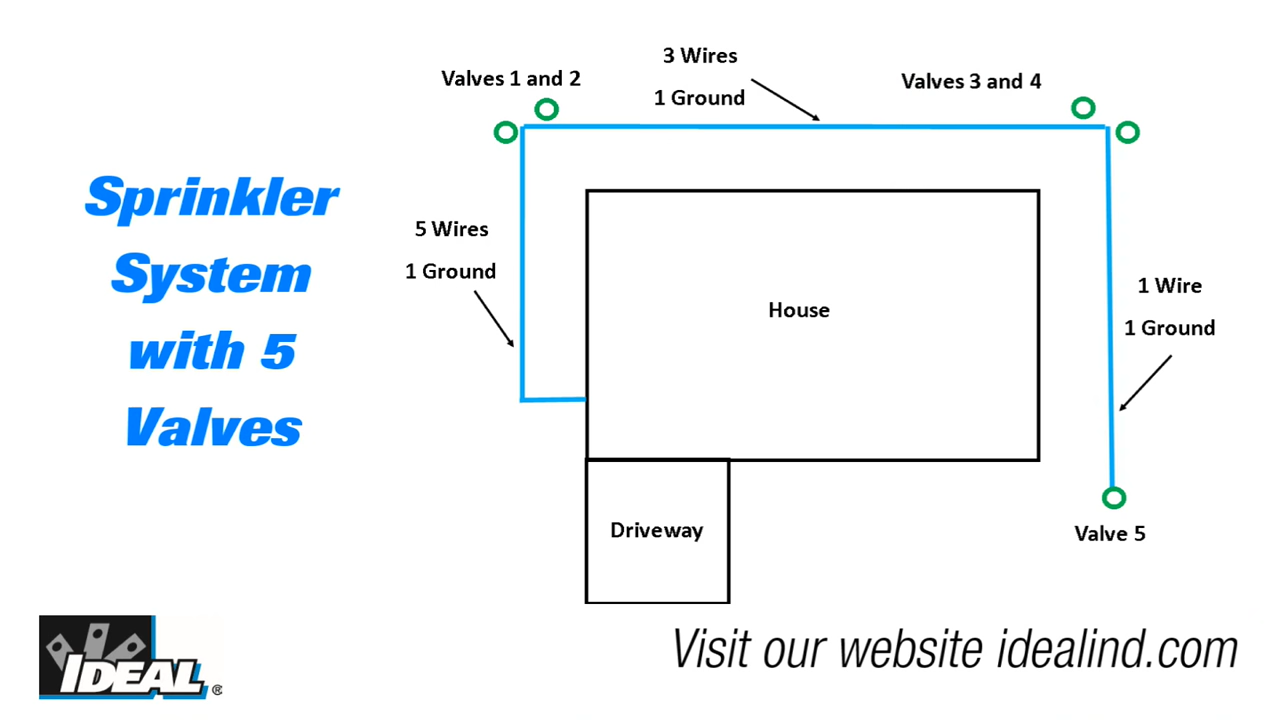 Sprinkler
System
with 5
Valves
Valves 1 and 2
3 Wires
1 Ground
Valves 3 and 4
5 Wires
1 Ground
House
1 Wire
1 Ground
Driveway
Valve 5
IDEAL®
Visit our website idealind.com